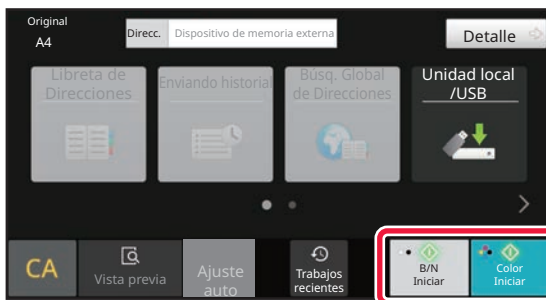 Original
A4
Direcc. Dispositivo de memoria externa
Detalle
Libreta de
Direcciones
Enviando historial
Búsq. Global
de Direcciones
Unidad local
/USB
CA
Vista previa
Ajuste
auto
Trabajos
recientes
B/N
Iniciar
Color
Iniciar